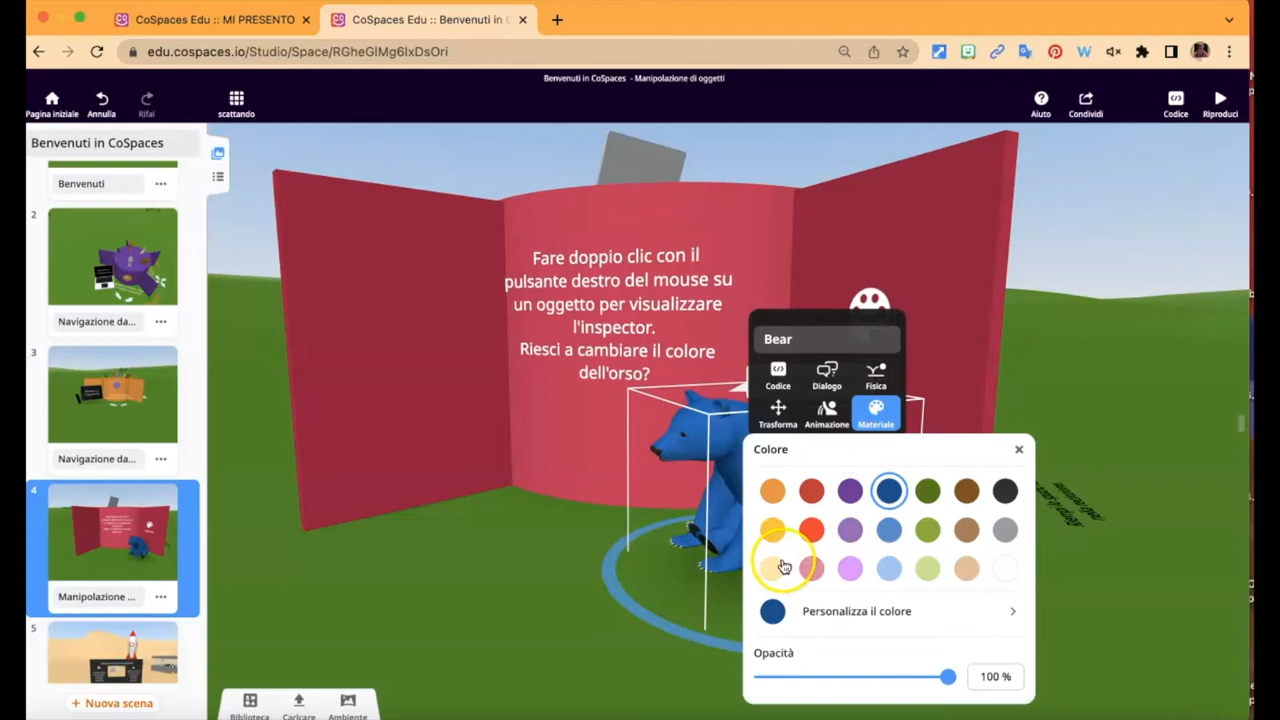 CoSpaces Edu :: MI PRESENTO
CoSpaces Edu :: Benvenuti in C
edu.cospaces.io/Studio/Space/RGheGlMg6lxDsOri
Benvenuti in CoSpaces - Manipolazione di oggetti
Pagina iniziale
Annulla
Rifai
scattando
Aiuto
Condividi
Codice
Riproduci
Benvenuti in CoSpaces
Benvenuti
2
Navigazione da...
3
Navigazione da...
4
Manipolazione ...
5
+ Nuova scena
Fare doppio clic con il
pulsante destro del mouse su
un oggetto per visualizzare
l'inspector.
Riesci a cambiare il colore
dell'orso?
Bear
Codice
Dialogo
Fisica
Trasforma
Animazione
Materiale
Colore
Personalizza il colore
Opacità
100 %
Biblioteca
Caricare
Ambiente